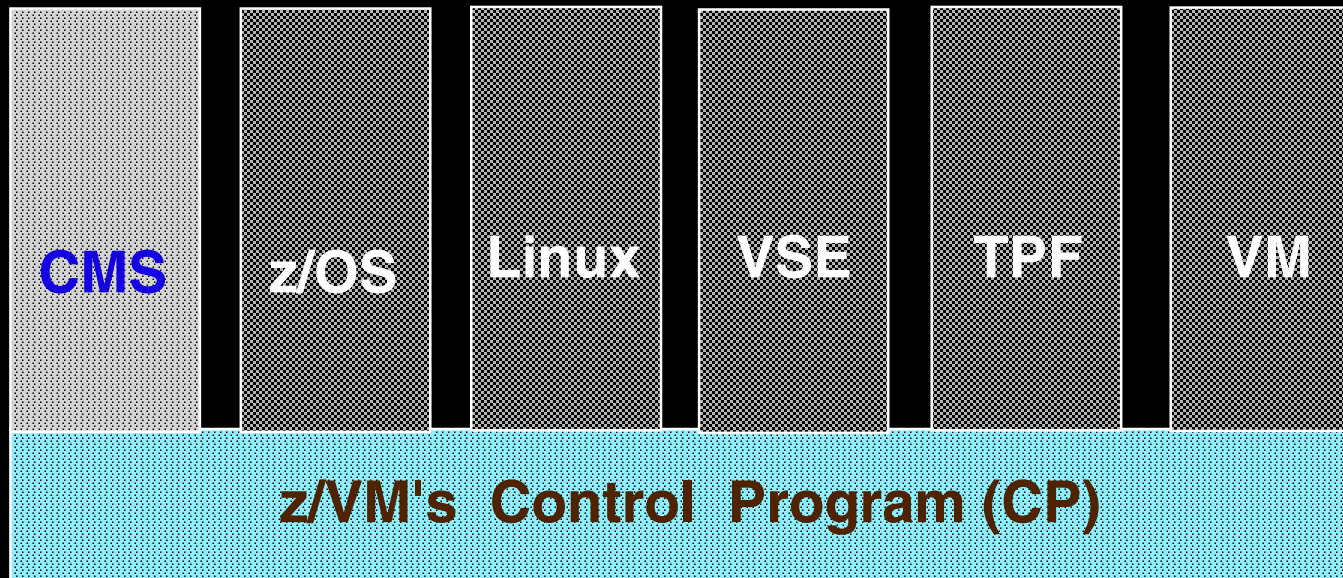 CMS
z/OS
Linux
VSE
TPF
VM
z/VM's Control Program (CP)